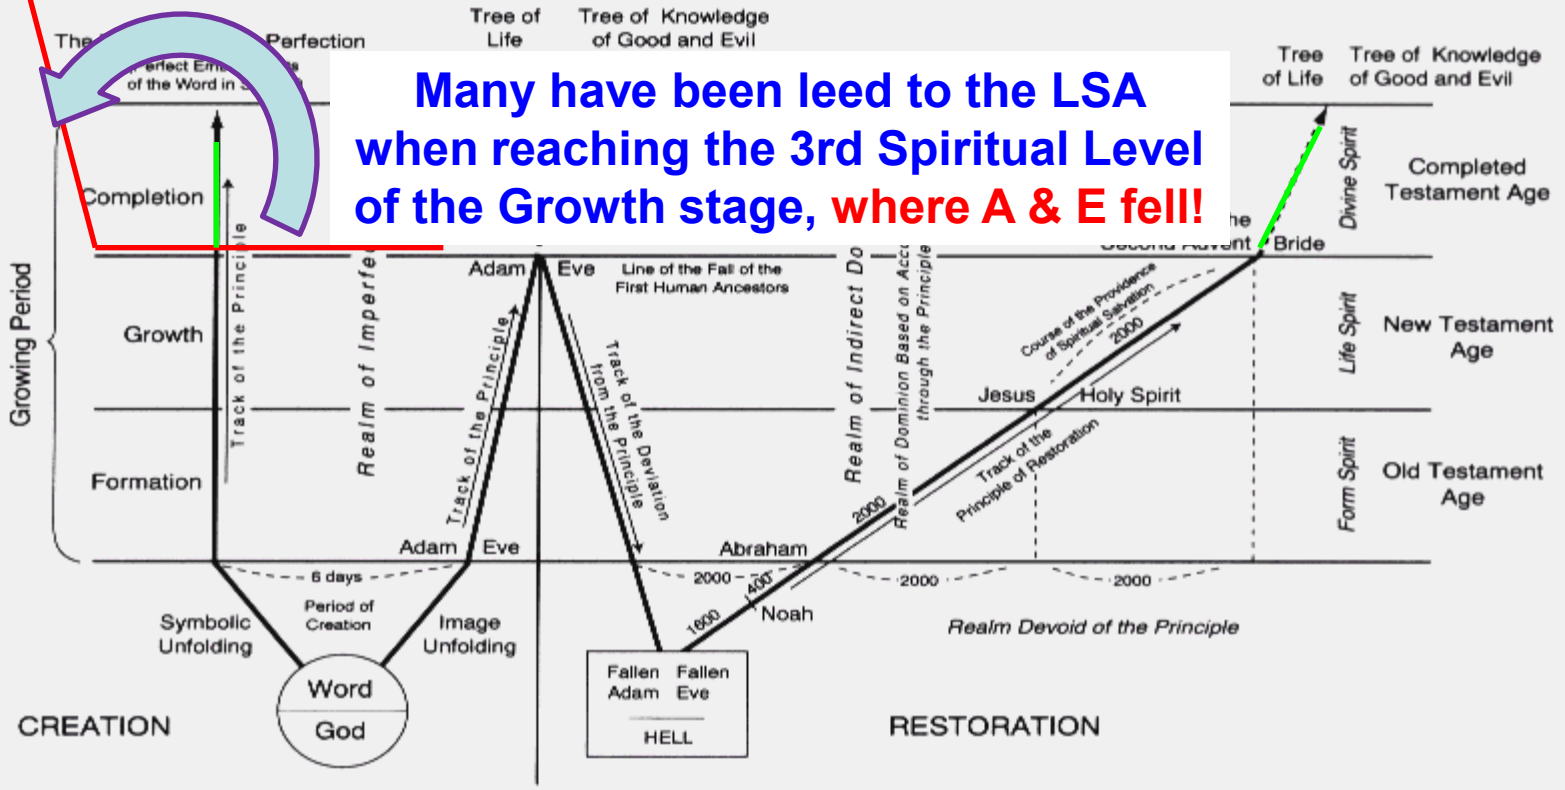 Tree of
Life
Tree of Knowledge
of Good and Evil
The
Perfection
of the Word in
Tree
of Life
Tree of Knowledge
of Good and Evil
Many have been leed to the LSA
when reaching the 3rd Spiritual Level
of the Growth stage, where A & E fell!
Growing Period
Completion
Growth
Formation
Track of the Principle
Realm of
Adam
Eve
Line of the Fall of the
First Human Ancestors
Track of the Principle
Track of the Deviation
from the Principle
Realm of Indirect
Realm of Dominion Based on
through the Principle
Second Advent
Bride
Course of the Providence
of Spiritual Salvation
2000
Jesus
Holy Spirit
Track of the
Principle of Restoration
2000
Divine Spirit
Life Spirit
Form Spirit
Completed
Testament Age
New Testament
Age
Old Testament
Age
Adam
Eve
Abraham
6 days
2000
400
2000
2000
1600
Noah
Symbolic
Unfolding
Period of
Creation
Image
Unfolding
Realm Devoid of the Principle
Word
God
Fallen Fallen
Adam Eve
HELL
CREATION
RESTORATION